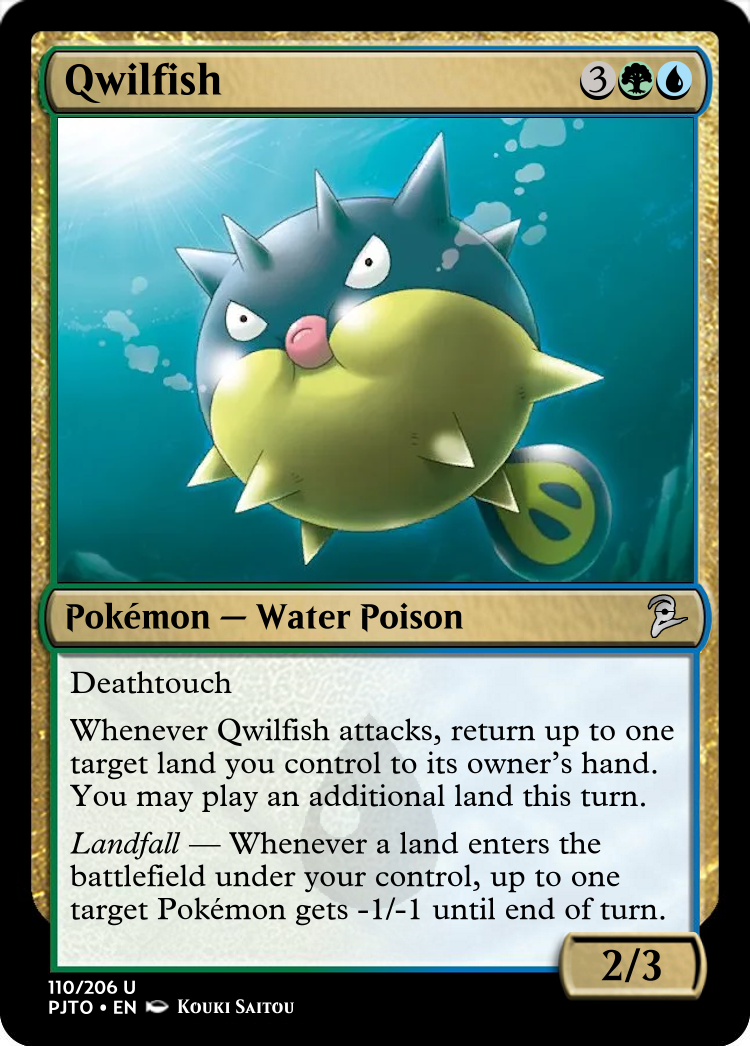 Qwilfish 3
Pokémon — Water Poison
Deathtouch
Whenever Qwilfish attacks, return up to one
target land you control to its owner's hand.
You may play an additional land this turn.
Landfall — Whenever a land enters the
battlefield under your control, up to one
target Pokémon gets -1/-1 until end of turn.
2/3
110/206 U
PJTO • EN Kouki Saitou